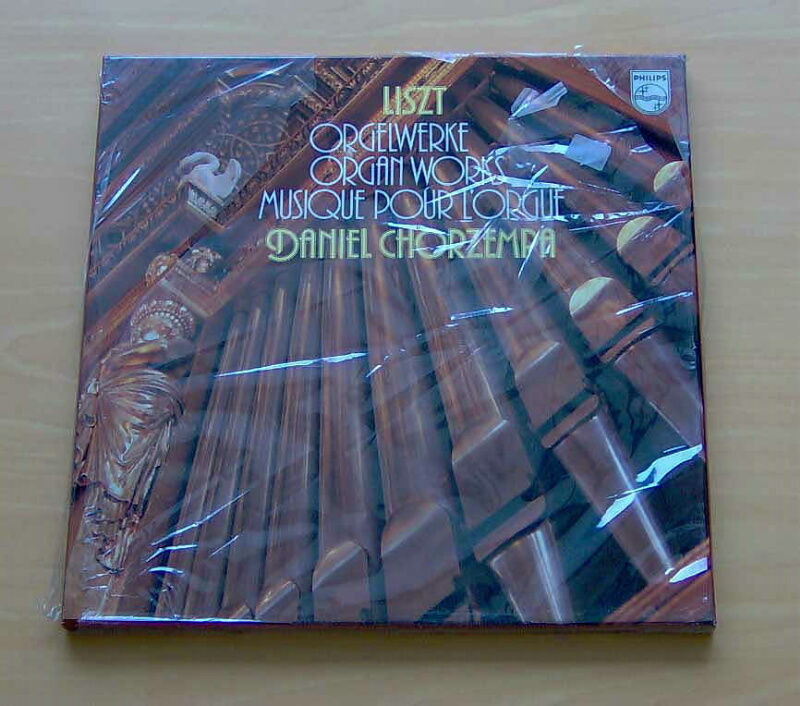 LISZT
PHILIPS
ORGELWERKE
ORGAN WORKS
MUSIQUE POUR L'ORGUE
DANIEL CHORZEMPA